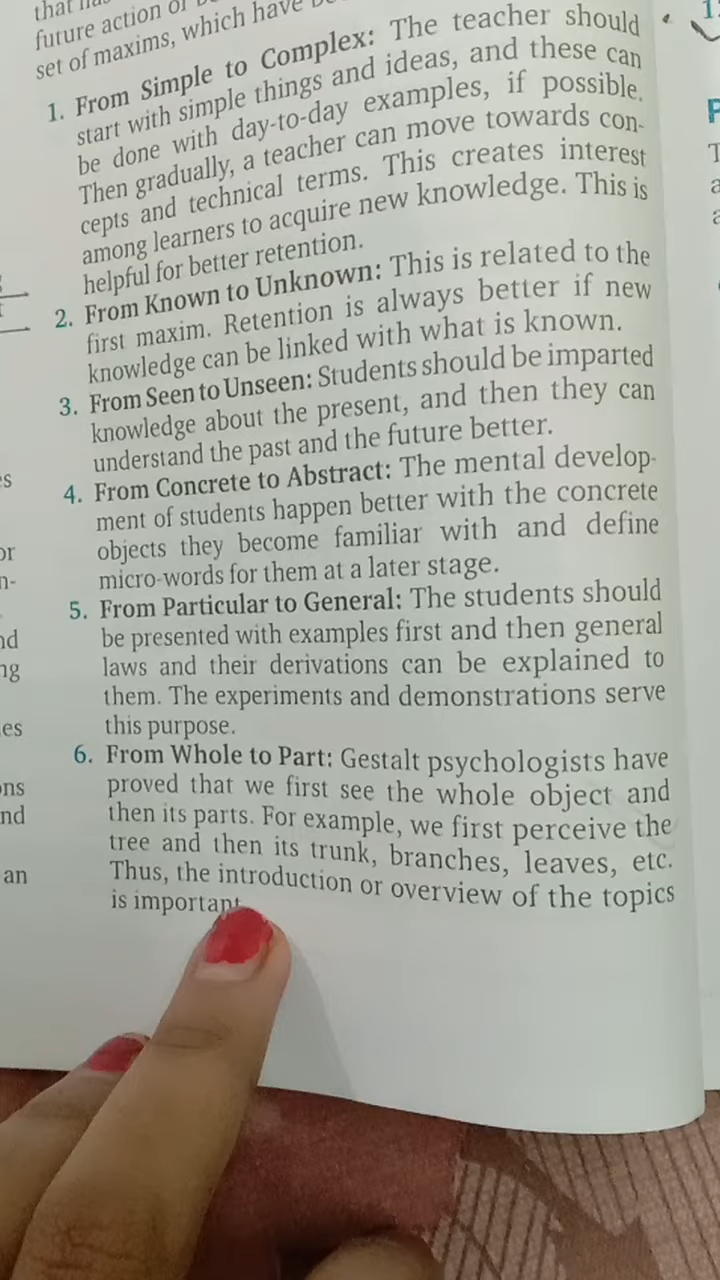 future action of
set of maxims, which have
1. From Simple to Complex: The teacher should
start with simple things and ideas, and these can
be done with day-to-day examples, if possible.
Then gradually, a teacher can move towards con-
cepts and technical terms. This creates interest
among learners to acquire new knowledge. This is
helpful for better retention.
2. From Known to Unknown: This is related to the
first maxim. Retention is always better if new
knowledge can be linked with what is known.
3. From Seen to Unseen: Students should be imparted
knowledge about the present, and then they can
understand the past and the future better.
4. From Concrete to Abstract: The mental develop-
ment of students happen better with the concrete
objects they become familiar with and define
micro-words for them at a later stage.
5. From Particular to General: The students should
be presented with examples first and then general
laws and their derivations can be explained to
them. The experiments and demonstrations serve
this purpose.
6. From Whole to Part: Gestalt psychologists have
proved that we first see the whole object and
then its parts. For example, we first perceive the
tree and then its trunk, branches, leaves, etc.
Thus, the introduction or overview of the topics
is important
an